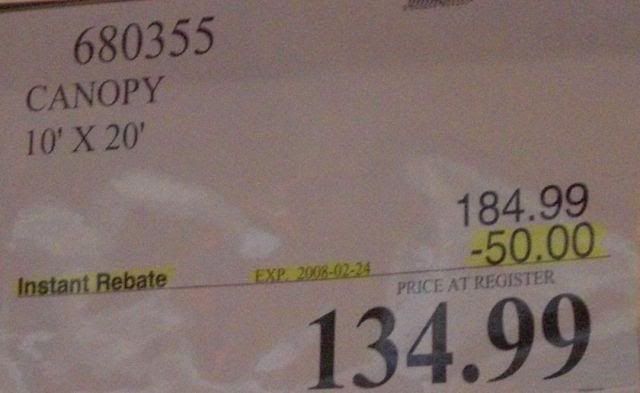 680355
CANOPY
10' X 20'
184.99
-50.00
Instant Rebate EXP. 2008-02-24
PRICE AT REGISTER
134.99